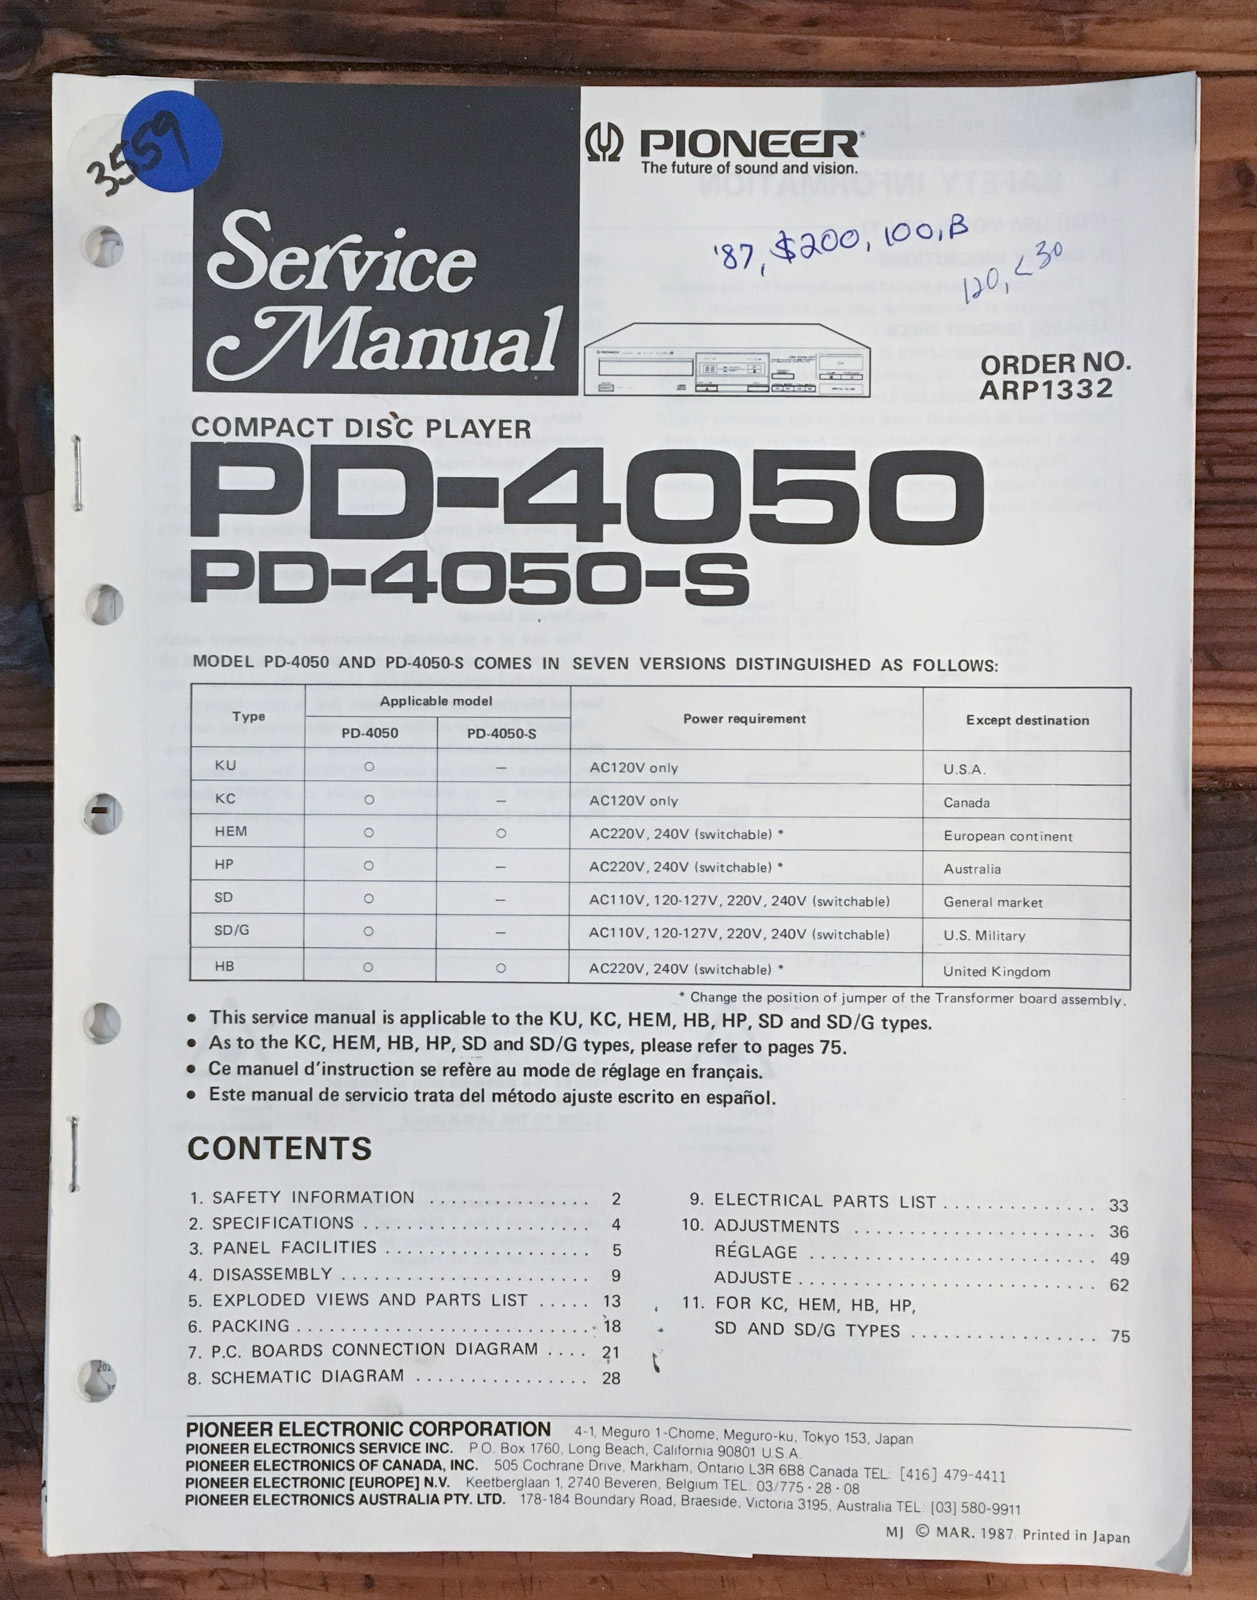 3559
PIONEER
The future of sound and vision.
Service
Manual
'87, $200, 100, B
120, < 30
ORDER NO.
ARP1332
COMPACT DISC PLAYER
PD-4050
PD-4050-S
MODEL PD-4050 AND PD-4050-S COMES IN SEVEN VERSIONS DISTINGUISHED AS FOLLOWS:
Type Applicable model Power requirement Except destination
PD-4050 PD-4050-S
KU ○ – AC120V only U.S.A.
KC ○ – AC120V only Canada
HEM ○ ○ AC220V, 240V (switchable) * European continent
HP ○ – AC220V, 240V (switchable) * Australia
SD ○ – AC110V, 120-127V, 220V, 240V (switchable) General market
SD/G ○ – AC110V, 120-127V, 220V, 240V (switchable) U.S. Military
HB ○ ○ AC220V, 240V (switchable) * United Kingdom
* Change the position of jumper of the Transformer board assembly.
● This service manual is applicable to the KU, KC, HEM, HB, HP, SD and SD/G types.
● As to the KC, HEM, HB, HP, SD and SD/G types, please refer to pages 75.
● Ce manuel d'instruction se refère au mode de réglage en français.
● Este manual de servicio trata del método ajuste escrito en español.
CONTENTS
1. SAFETY INFORMATION ............... 2
2. SPECIFICATIONS ..................... 4
3. PANEL FACILITIES ................... 5
4. DISASSEMBLY ....................... 9
5. EXPLODED VIEWS AND PARTS LIST ..... 13
6. PACKING ........................... 18
7. P.C. BOARDS CONNECTION DIAGRAM .... 21
8. SCHEMATIC DIAGRAM ................ 28
9. ELECTRICAL PARTS LIST .............. 33
10. ADJUSTMENTS ....................... 36
RÉGLAGE .......................... 49
ADJUSTE ........................... 62
11. FOR KC, HEM, HB, HP,
SD AND SD/G TYPES ................. 75
PIONEER ELECTRONIC CORPORATION 4-1, Meguro 1-Chome, Meguro-ku, Tokyo 153, Japan
PIONEER ELECTRONICS SERVICE INC. P.O. Box 1760, Long Beach, California 90801 U.S.A.
PIONEER ELECTRONICS OF CANADA, INC. 505 Cochrane Drive, Markham, Ontario L3R 6B8 Canada TEL: [416] 479-4411
PIONEER ELECTRONIC [EUROPE] N.V. Keetberglaan 1, 2740 Beveren, Belgium TEL: 03/775·28·08
PIONEER ELECTRONICS AUSTRALIA PTY. LTD. 178-184 Boundary Road, Braeside, Victoria 3195, Australia TEL: [03] 580-9911
MJ © MAR. 1987 Printed in Japan